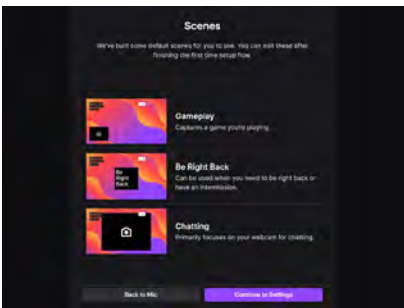 Scenes
We've built some default scenes for you to use. You can edit these after
finishing the first time setup flow.
Gameplay
Captures a game you're playing.
Be
Right
Back
Be Right Back
Can be used when you need to be right back or
have an intermission.
Chatting
Primarily focuses on your webcam for chatting.
Back to Mic
Continue to Settings